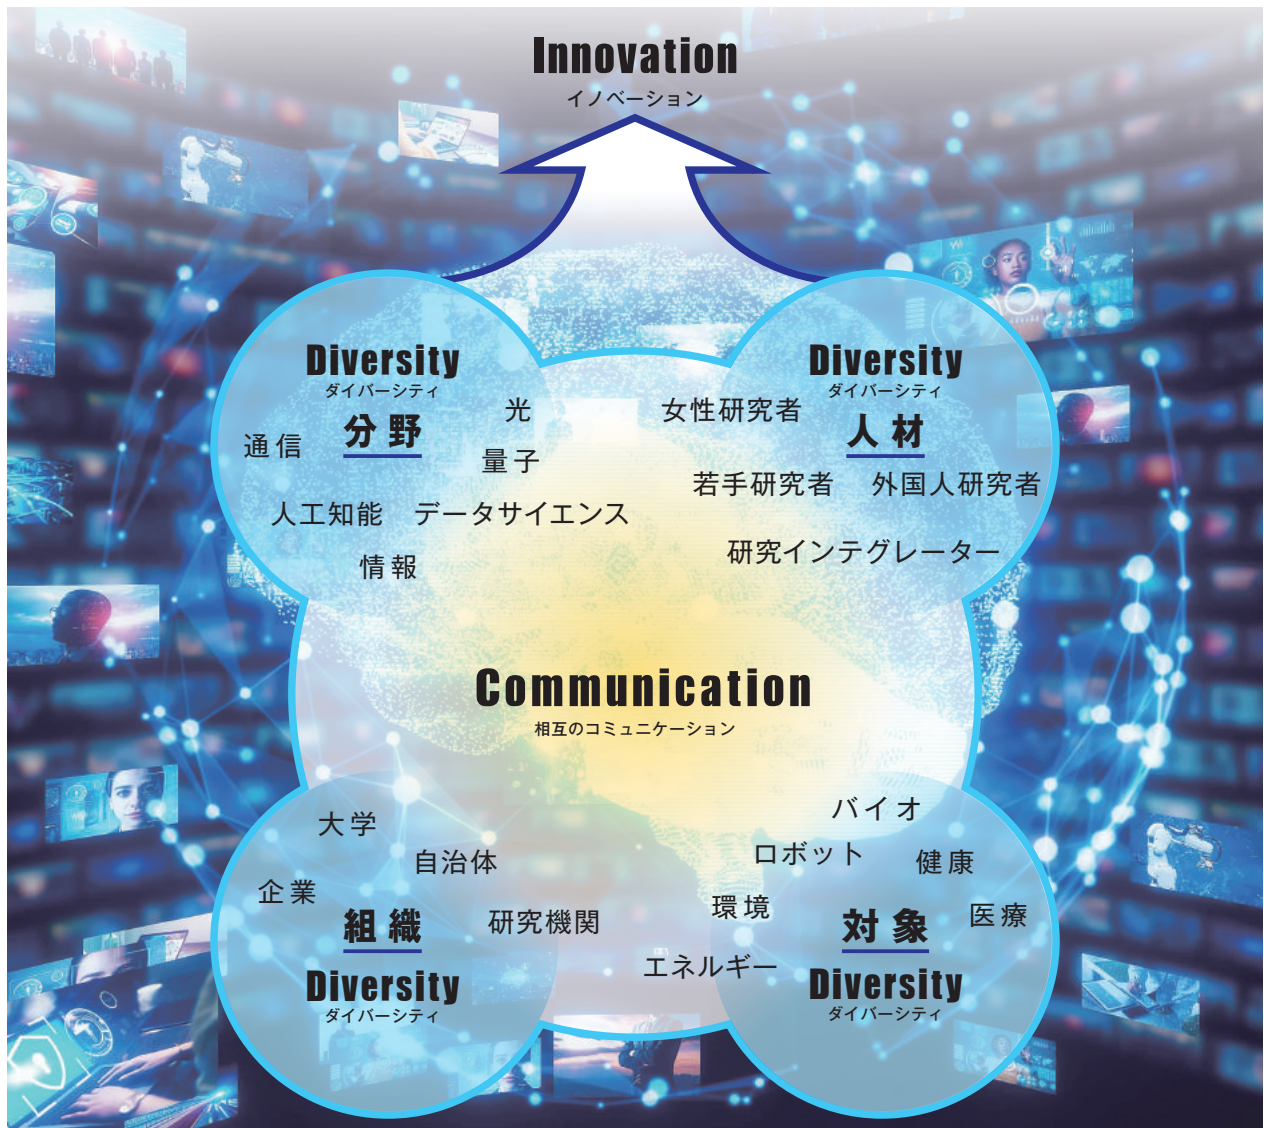 Innovation
イノベーション
Diversity
ダイバーシティ
分野
光
通信
量子
人工知能
データサイエンス
情報
Diversity
ダイバーシティ
女性研究者
人材
若手研究者
外国人研究者
研究インテグレーター
Communication
相互のコミュニケーション
大学
自治体
企業
組織
研究機関
Diversity
ダイバーシティ
バイオ
ロボット
健康
環境
対象
医療
エネルギー
Diversity
ダイバーシティ